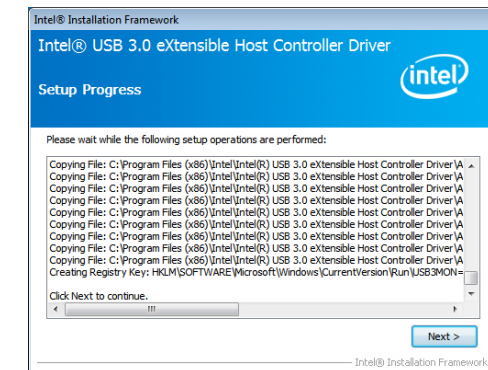 Intel® Installation Framework
Intel® USB 3.0 eXtensible Host Controller Driver
intel
Setup Progress
Please wait while the following setup operations are performed:
Copying File: C:\Program Files (x86)\Intel\Intel(R) USB 3.0 eXtensible Host Controller Driver\A
Copying File: C:\Program Files (x86)\Intel\Intel(R) USB 3.0 eXtensible Host Controller Driver\A
Copying File: C:\Program Files (x86)\Intel\Intel(R) USB 3.0 eXtensible Host Controller Driver\A
Copying File: C:\Program Files (x86)\Intel\Intel(R) USB 3.0 eXtensible Host Controller Driver\A
Copying File: C:\Program Files (x86)\Intel\Intel(R) USB 3.0 eXtensible Host Controller Driver\A
Copying File: C:\Program Files (x86)\Intel\Intel(R) USB 3.0 eXtensible Host Controller Driver\A
Copying File: C:\Program Files (x86)\Intel\Intel(R) USB 3.0 eXtensible Host Controller Driver\A
Copying File: C:\Program Files (x86)\Intel\Intel(R) USB 3.0 eXtensible Host Controller Driver\A
Copying File: C:\Program Files (x86)\Intel\Intel(R) USB 3.0 eXtensible Host Controller Driver\A
Creating Registry Key: HKLM\SOFTWARE\Microsoft\Windows\CurrentVersion\Run\USB3MON=
Click Next to continue.
Next >
Intel® Installation Framework